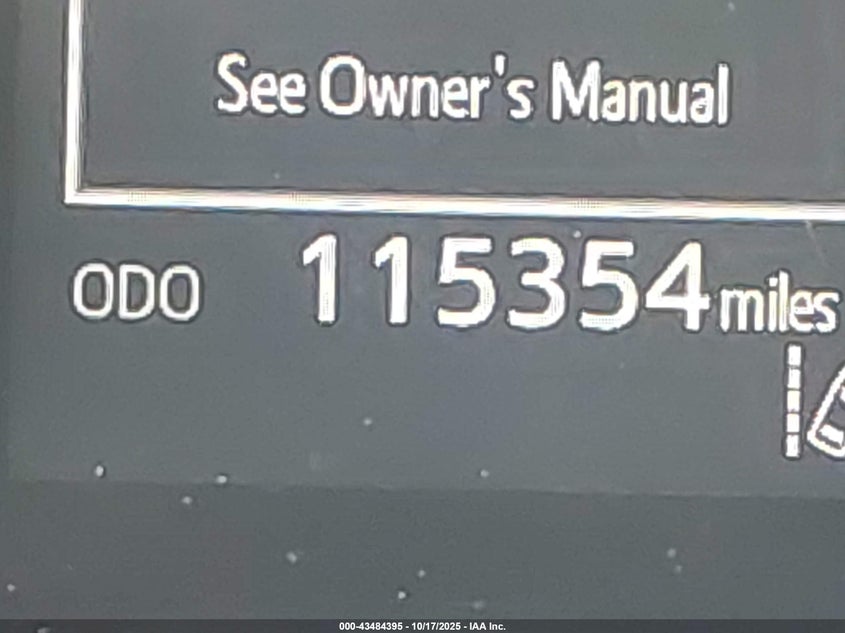 See Owner's Manual
ODO 115354 miles
000-43484395 - 10/17/2025 - IAA Inc.